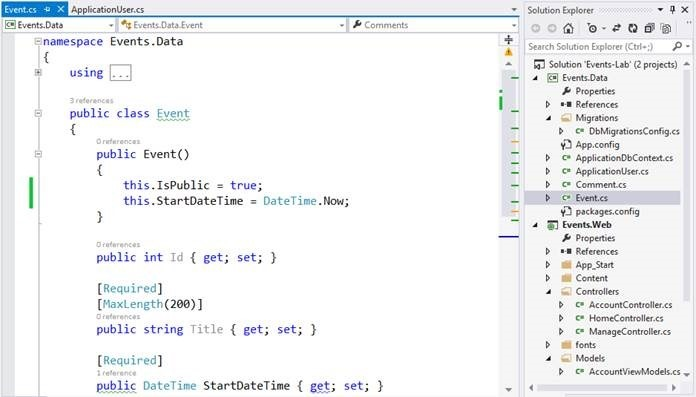 Event.cs
ApplicationUser.cs
Events.Data
Events.Data.Event
Comments
namespace Events.Data
{
using ...
3 references
public class Event
{
0 references
public Event()
{
this.IsPublic = true;
this.StartDateTime = DateTime.Now;
}
0 references
public int Id { get; set; }
[Required]
[MaxLength(200)]
0 references
public string Title { get; set; }
[Required]
1 reference
public DateTime StartDateTime { get; set; }
Solution Explorer
Search Solution Explorer (Ctrl+;)
Solution 'Events-Lab' (2 projects)
Events.Data
Properties
References
Migrations
DbMigrationsConfig.cs
App.config
ApplicationDbContext.cs
ApplicationUser.cs
Comment.cs
Event.cs
packages.config
Events.Web
Properties
References
App_Start
Content
Controllers
AccountController.cs
HomeController.cs
ManageController.cs
fonts
Models
AccountViewModels.cs